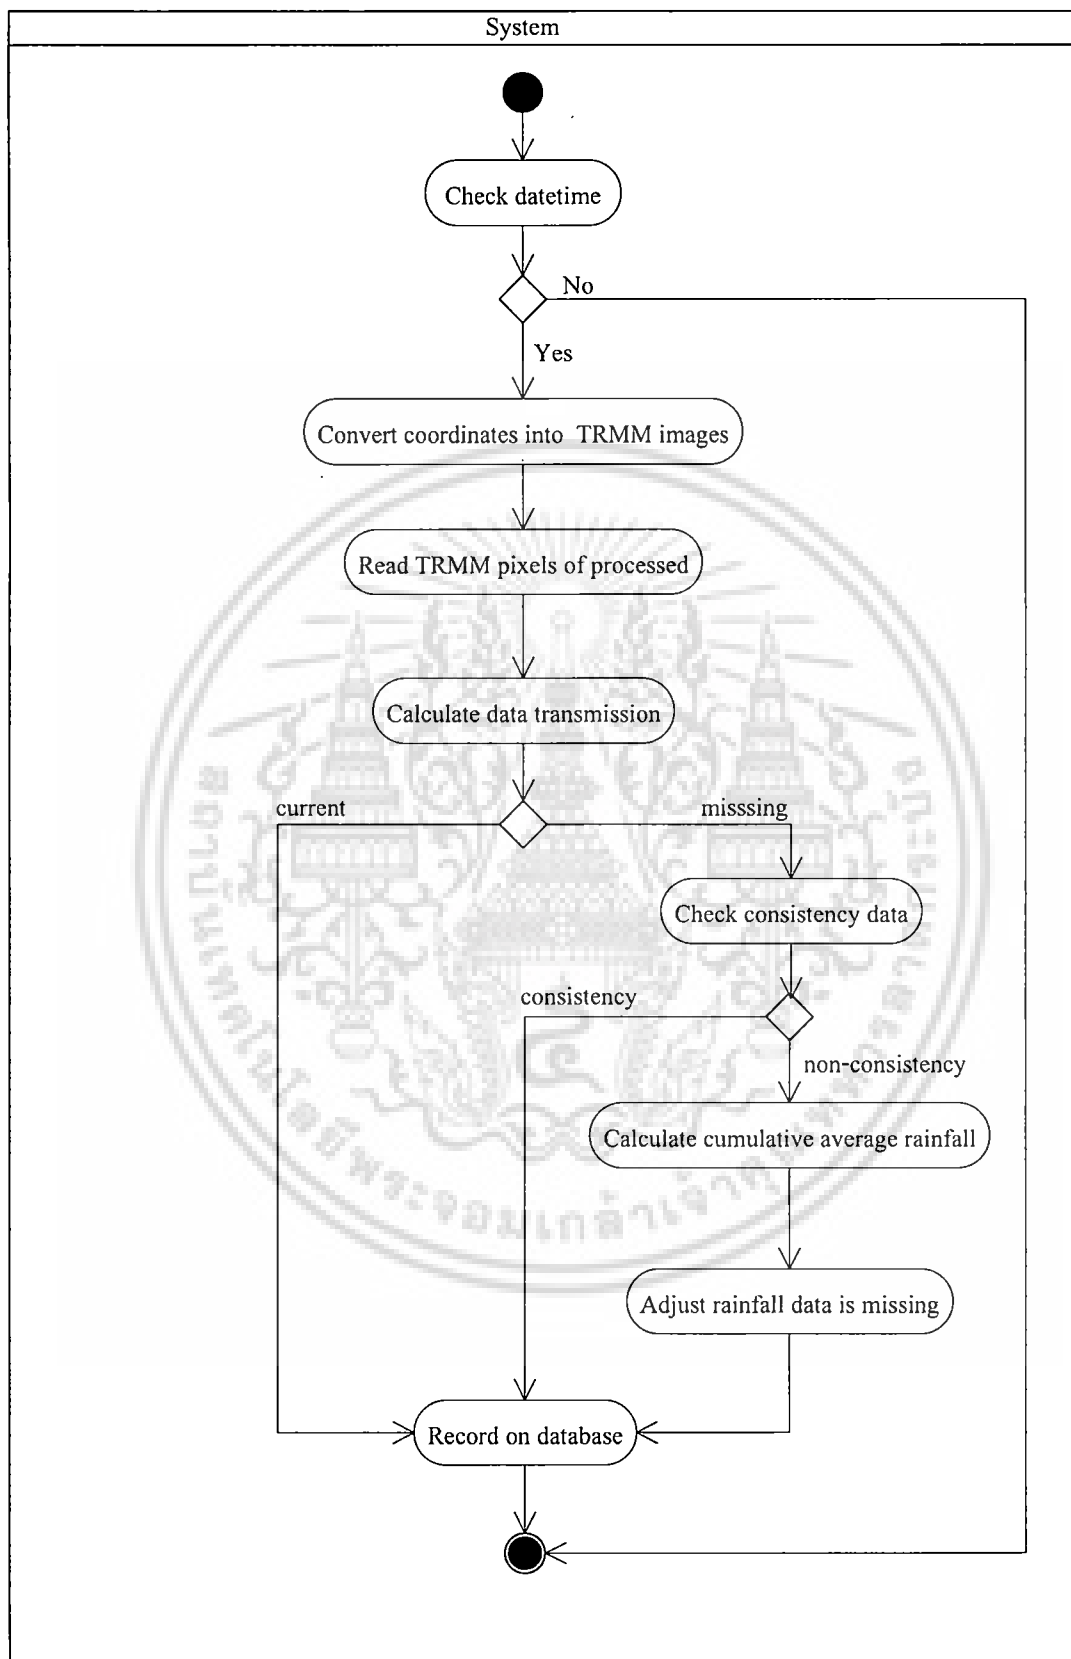 System
Check datetime
No
Yes
Convert coordinates into TRMM images
Read TRMM pixels of processed
Calculate data transmission
current
misssing
Check consistency data
consistency
non-consistency
Calculate cumulative average rainfall
Adjust rainfall data is missing
Record on database